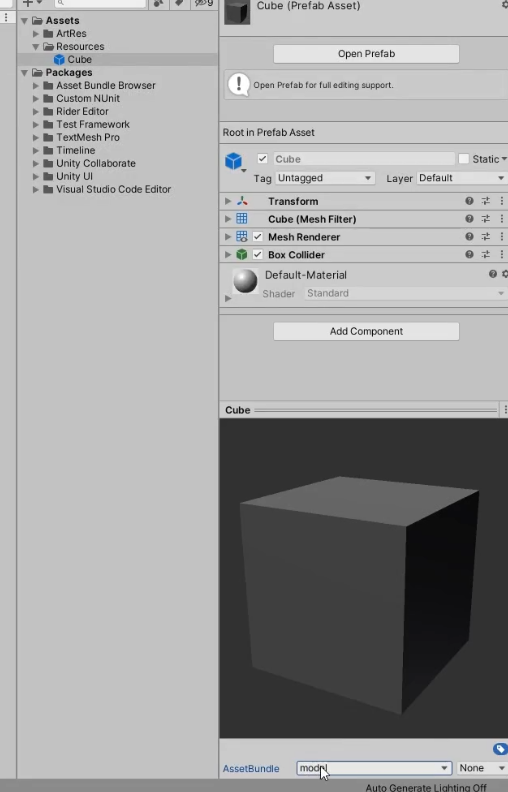 9
Cube (Prefab Asset)
Assets
ArtRes
Resources
Cube
Packages
Asset Bundle Browser
Custom NUnit
Rider Editor
Test Framework
TextMesh Pro
Timeline
Unity Collaborate
Unity UI
Visual Studio Code Editor
Open Prefab
Open Prefab for full editing support.
Root in Prefab Asset
Cube Static
Tag Untagged Layer Default
Transform
Cube (Mesh Filter)
Mesh Renderer
Box Collider
Default-Material
Shader Standard
Add Component
Cube
AssetBundle model None
Auto Generate Lighting Off